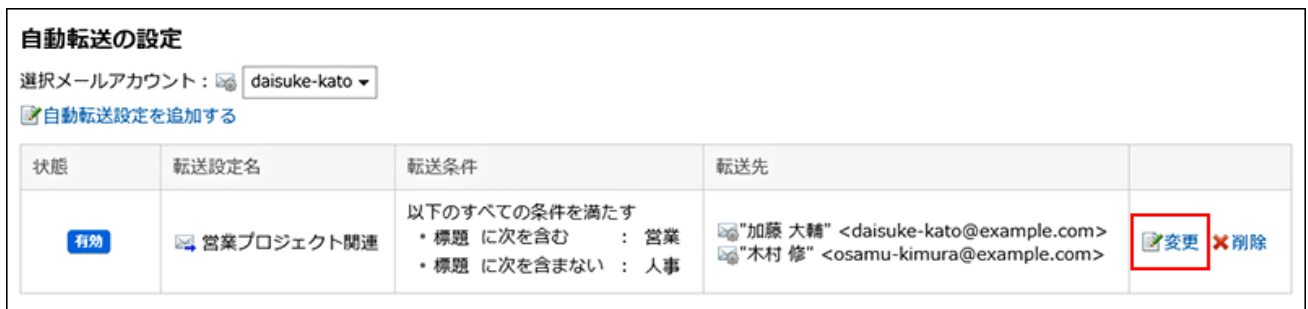 自動転送の設定
選択メールアカウント： daisuke-kato
自動転送設定を追加する
状態 転送設定名 転送条件 転送先
有効 営業プロジェクト関連
以下のすべての条件を満たす
・標題 に次を含む ： 営業
・標題 に次を含まない ： 人事
"加藤 大輔" <daisuke-kato@example.com>
"木村 修" <osamu-kimura@example.com>
変更 削除